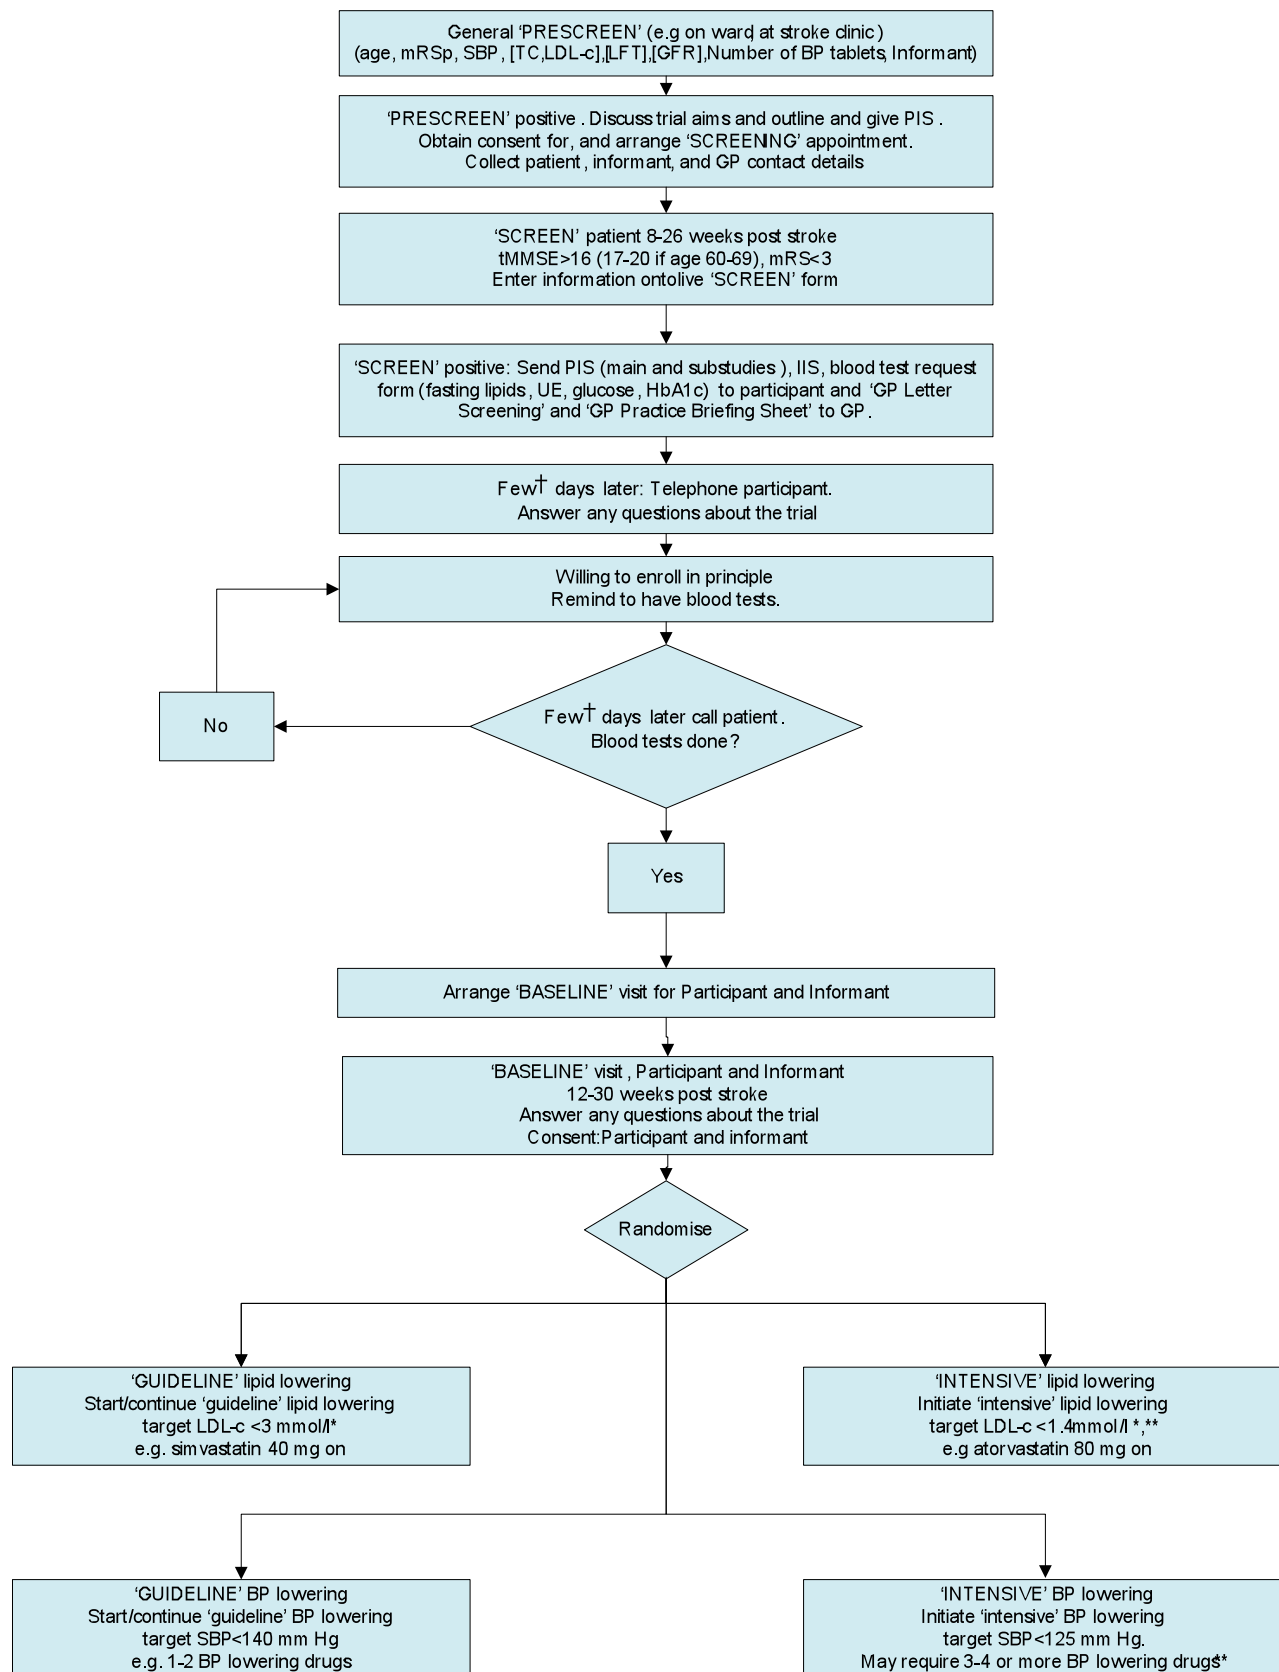 General ‘PRESCREEN’ (e.g on ward, at stroke clinic)
(age, mRSp, SBP, [TC,LDL-c],[LFT],[GFR],Number of BP tablets, Informant)
‘PRESCREEN’ positive. Discuss trial aims and outline and give PIS.
Obtain consent for, and arrange ‘SCREENING’ appointment.
Collect patient, informant, and GP contact details
‘SCREEN’ patient 8-26 weeks post stroke
tMMSE>16 (17-20 if age 60-69), mRS<3
Enter information ontolive ‘SCREEN’ form
‘SCREEN’ positive: Send PIS (main and substudies), IIS, blood test request
form (fasting lipids, UE, glucose, HbA1c) to participant and ‘GP Letter
Screening’ and ‘GP Practice Briefing Sheet’ to GP.
Few† days later: Telephone participant.
Answer any questions about the trial
Willing to enroll in principle
Remind to have blood tests.
Few† days later call patient.
Blood tests done?
No
Yes
Arrange ‘BASELINE’ visit for Participant and Informant
‘BASELINE’ visit, Participant and Informant
12-30 weeks post stroke
Answer any questions about the trial
Consent:Participant and informant
Randomise
‘GUIDELINE’ lipid lowering
Start/continue ‘guideline’ lipid lowering
target LDL-c <3 mmol/l*
e.g. simvastatin 40 mg on
‘INTENSIVE’ lipid lowering
Initiate ‘intensive’ lipid lowering
target LDL-c <1.4mmol/l *,**
e.g atorvastatin 80 mg on
‘GUIDELINE’ BP lowering
Start/continue ‘guideline’ BP lowering
target SBP<140 mm Hg
e.g. 1-2 BP lowering drugs
‘INTENSIVE’ BP lowering
Initiate ‘intensive’ BP lowering
target SBP<125 mm Hg.
May require 3-4 or more BP lowering drugs**